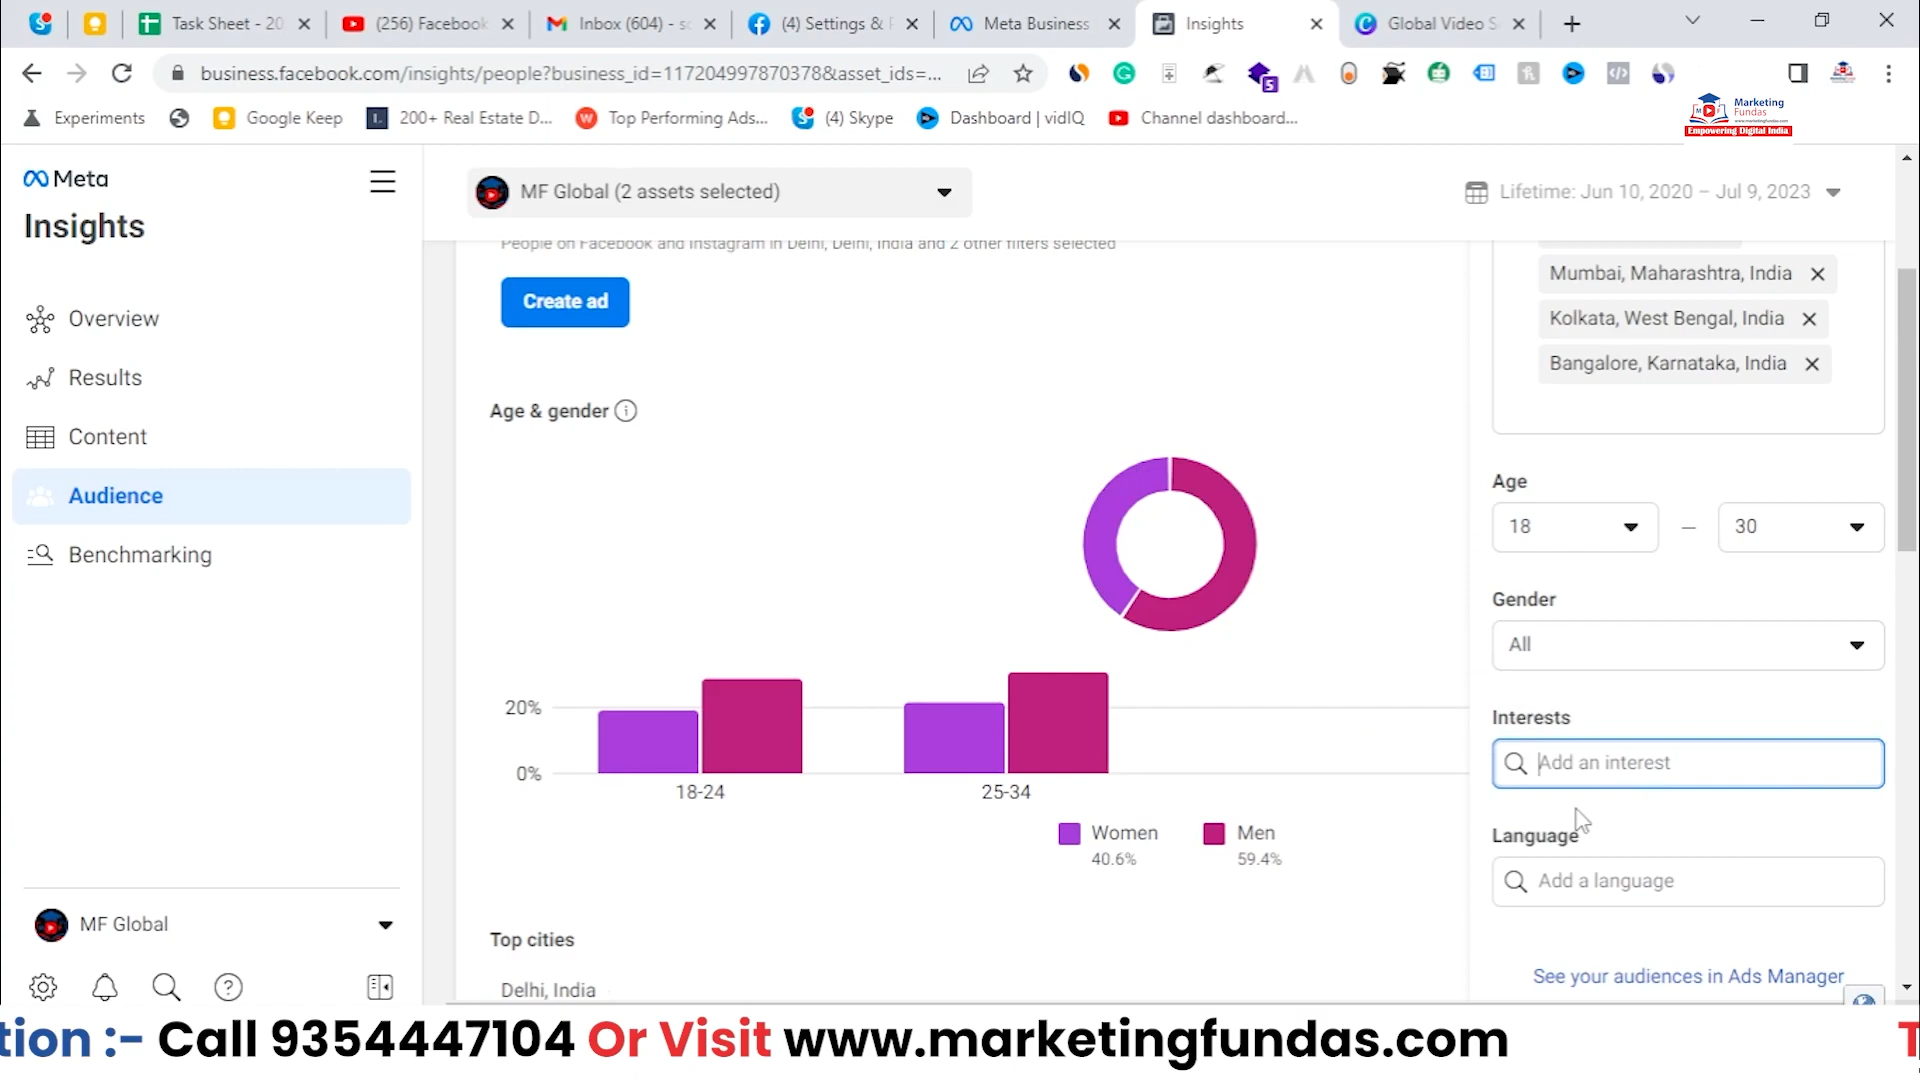 Task Sheet - 20
(256) Facebook
Inbox (604) - sc
(4) Settings & P
Meta Business
Insights
Global Video S
business.facebook.com/insights/people?business_id=117204997870378&asset_ids=...
Experiments
Google Keep
200+ Real Estate D...
Top Performing Ads...
(4) Skype
Dashboard | vidIQ
Channel dashboard...
Marketing
Fundas
www.marketingfundas.com
Empowering Digital India
Meta
Insights
MF Global (2 assets selected)
Lifetime: Jun 10, 2020 – Jul 9, 2023
People on Facebook and Instagram in Delhi, Delhi, India and 2 other filters selected
Create ad
Mumbai, Maharashtra, India
Kolkata, West Bengal, India
Bangalore, Karnataka, India
Overview
Results
Content
Audience
Benchmarking
Age & gender
Age
18 – 30
Gender
All
Interests
Add an interest
Language
Add a language
20%
0%
18-24
25-34
Women
40.6%
Men
59.4%
Top cities
Delhi, India
See your audiences in Ads Manager
MF Global
tion :- Call 9354447104 Or Visit www.marketingfundas.com T